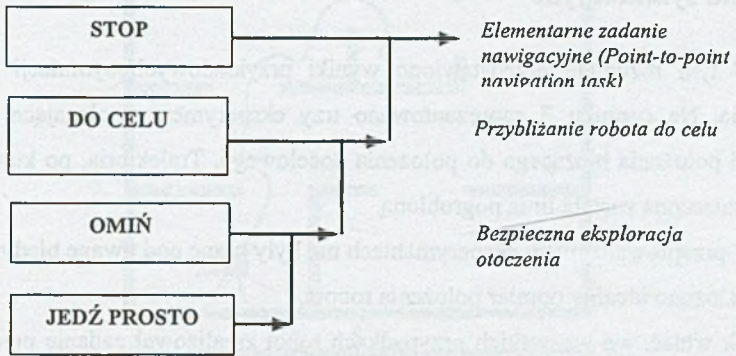 STOP
Elementarne zadanie
nawigacyjne (Point-to-point
navigation task)
DO CELU
Przybliżanie robota do celu
OMIŃ
Bezpieczna eksploracja
otoczenia
JEDŹ PROSTO